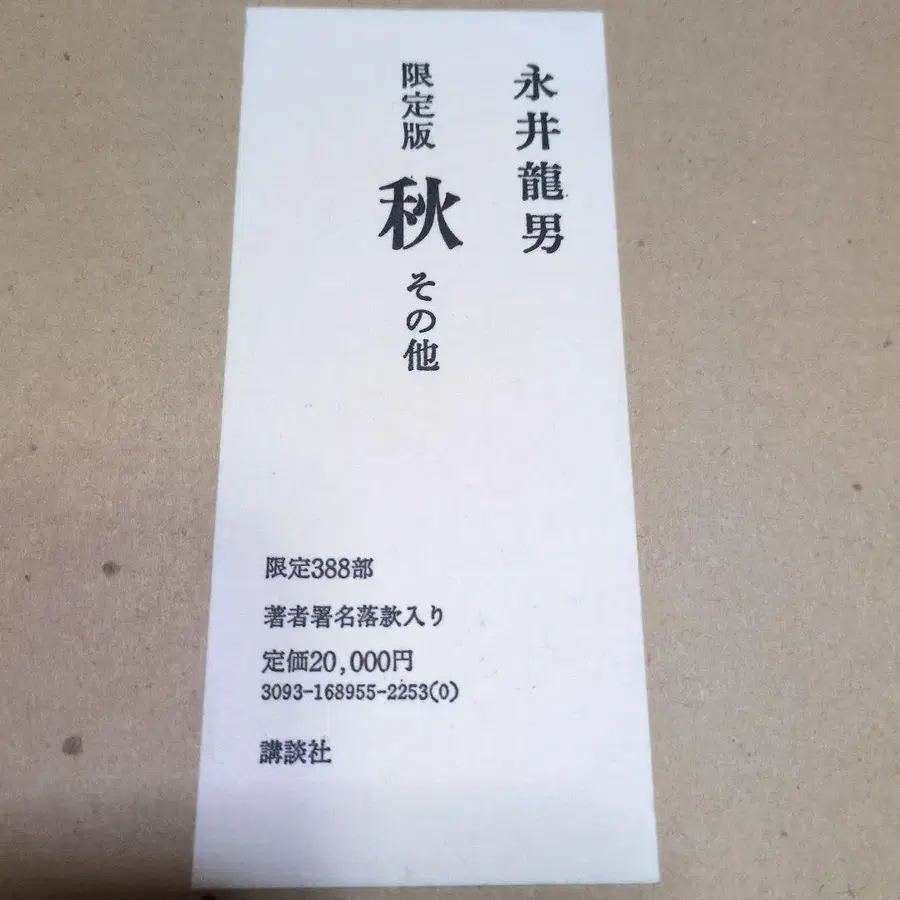 永井龍男
限定版 秋 その他
限定388部
著者署名落款入り
定価20,000円
3093-168955-2253(0)
講談社